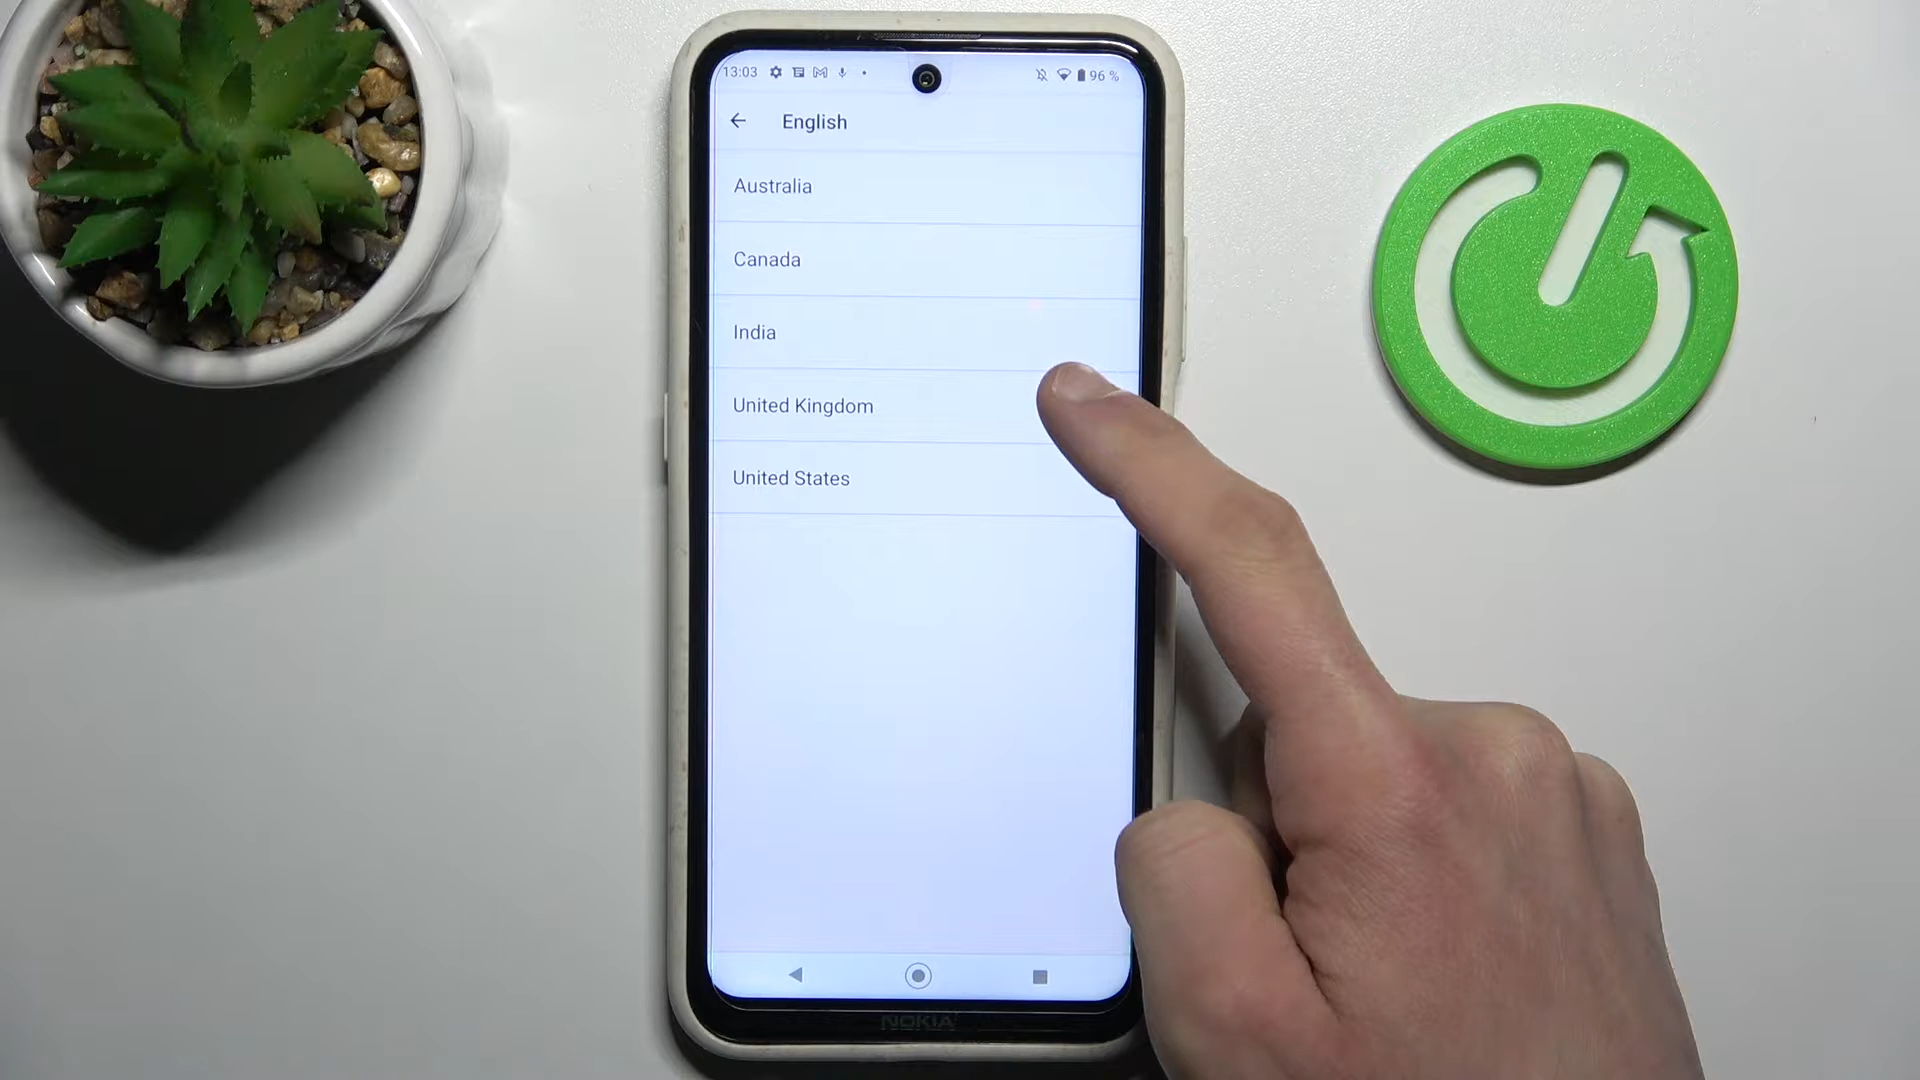 13:03
96 %
English
Australia
Canada
India
United Kingdom
United States
NOKIA